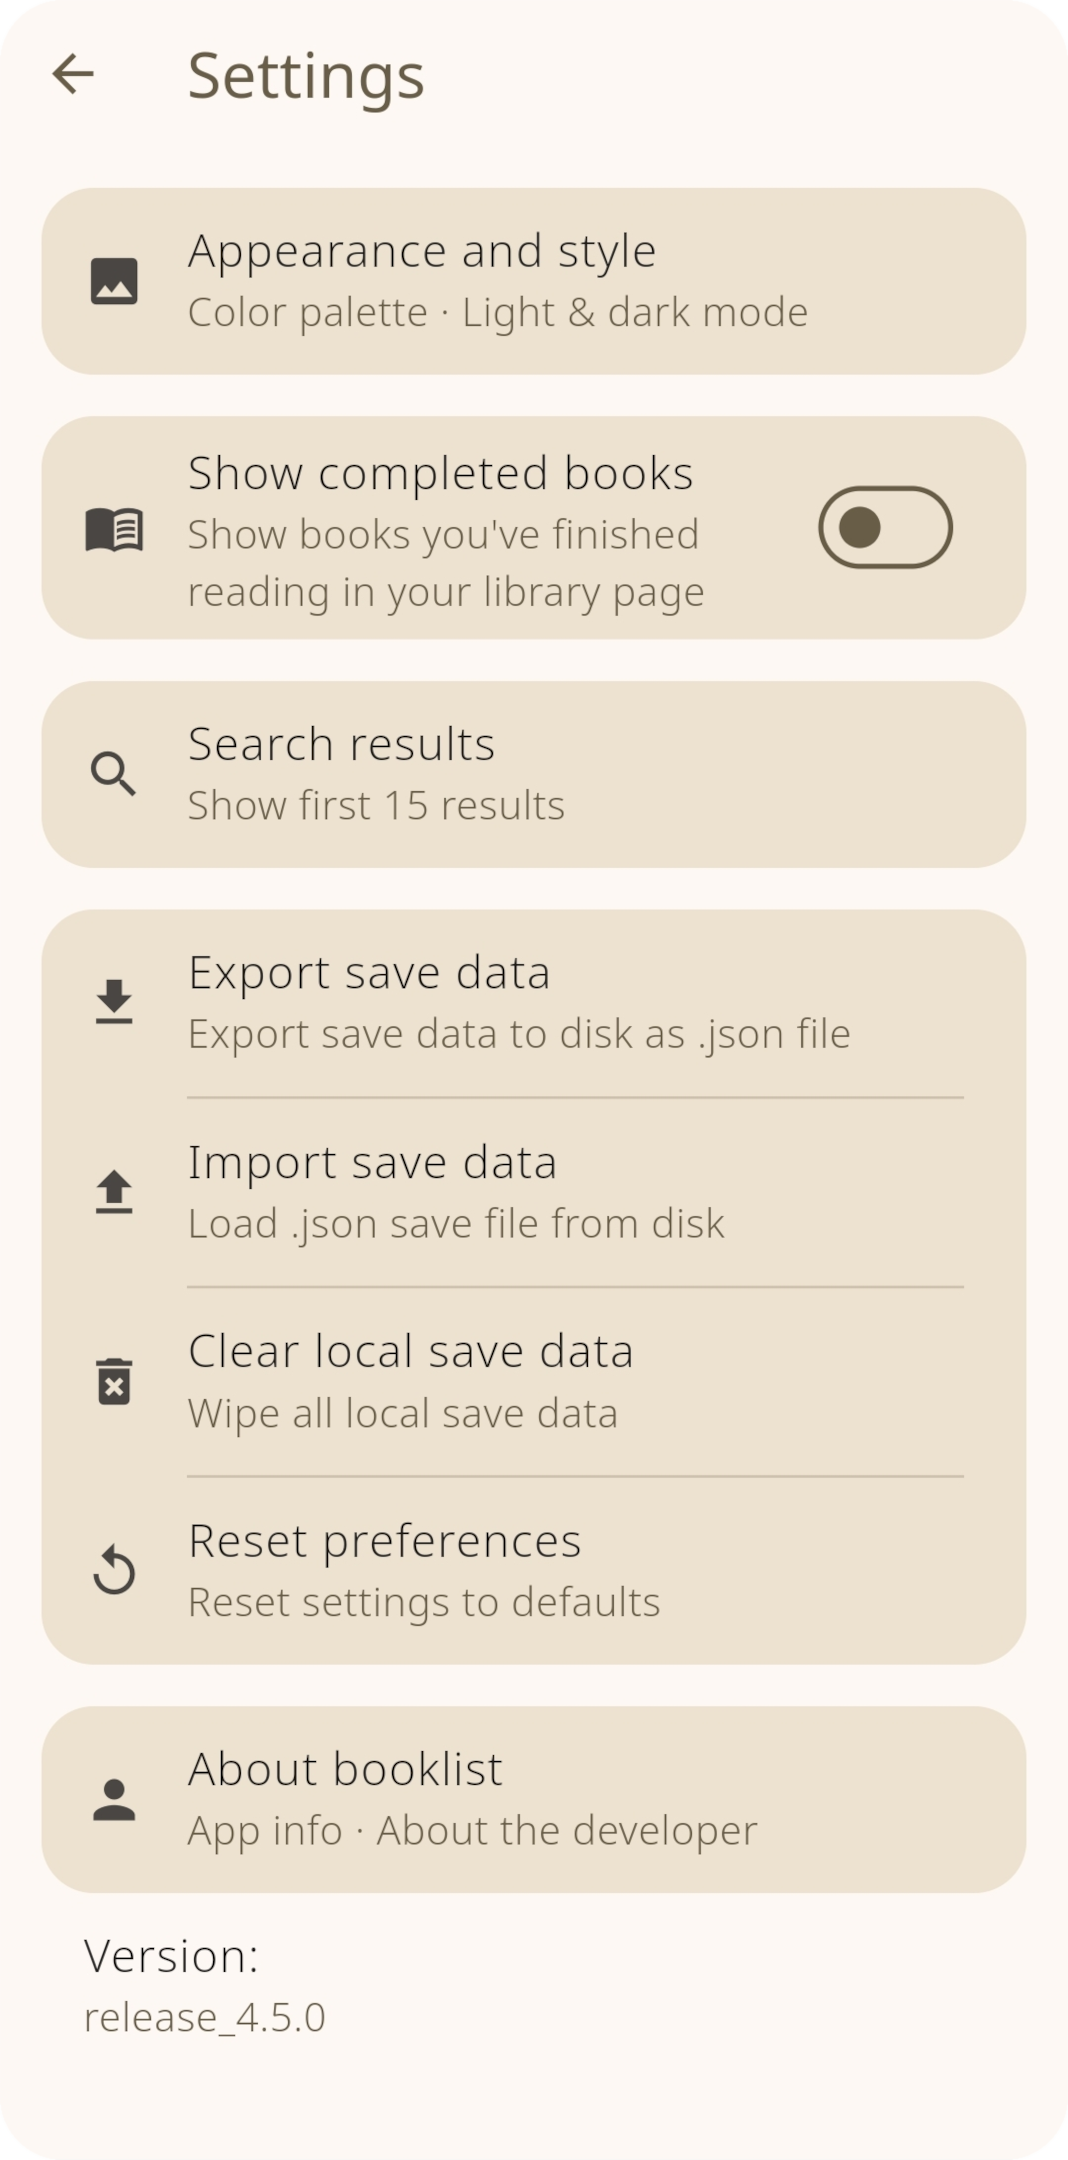 Settings
Appearance and style
Color palette · Light & dark mode
Show completed books
Show books you've finished
reading in your library page
Search results
Show first 15 results
Export save data
Export save data to disk as .json file
Import save data
Load .json save file from disk
Clear local save data
Wipe all local save data
Reset preferences
Reset settings to defaults
About booklist
App info · About the developer
Version:
release_4.5.0